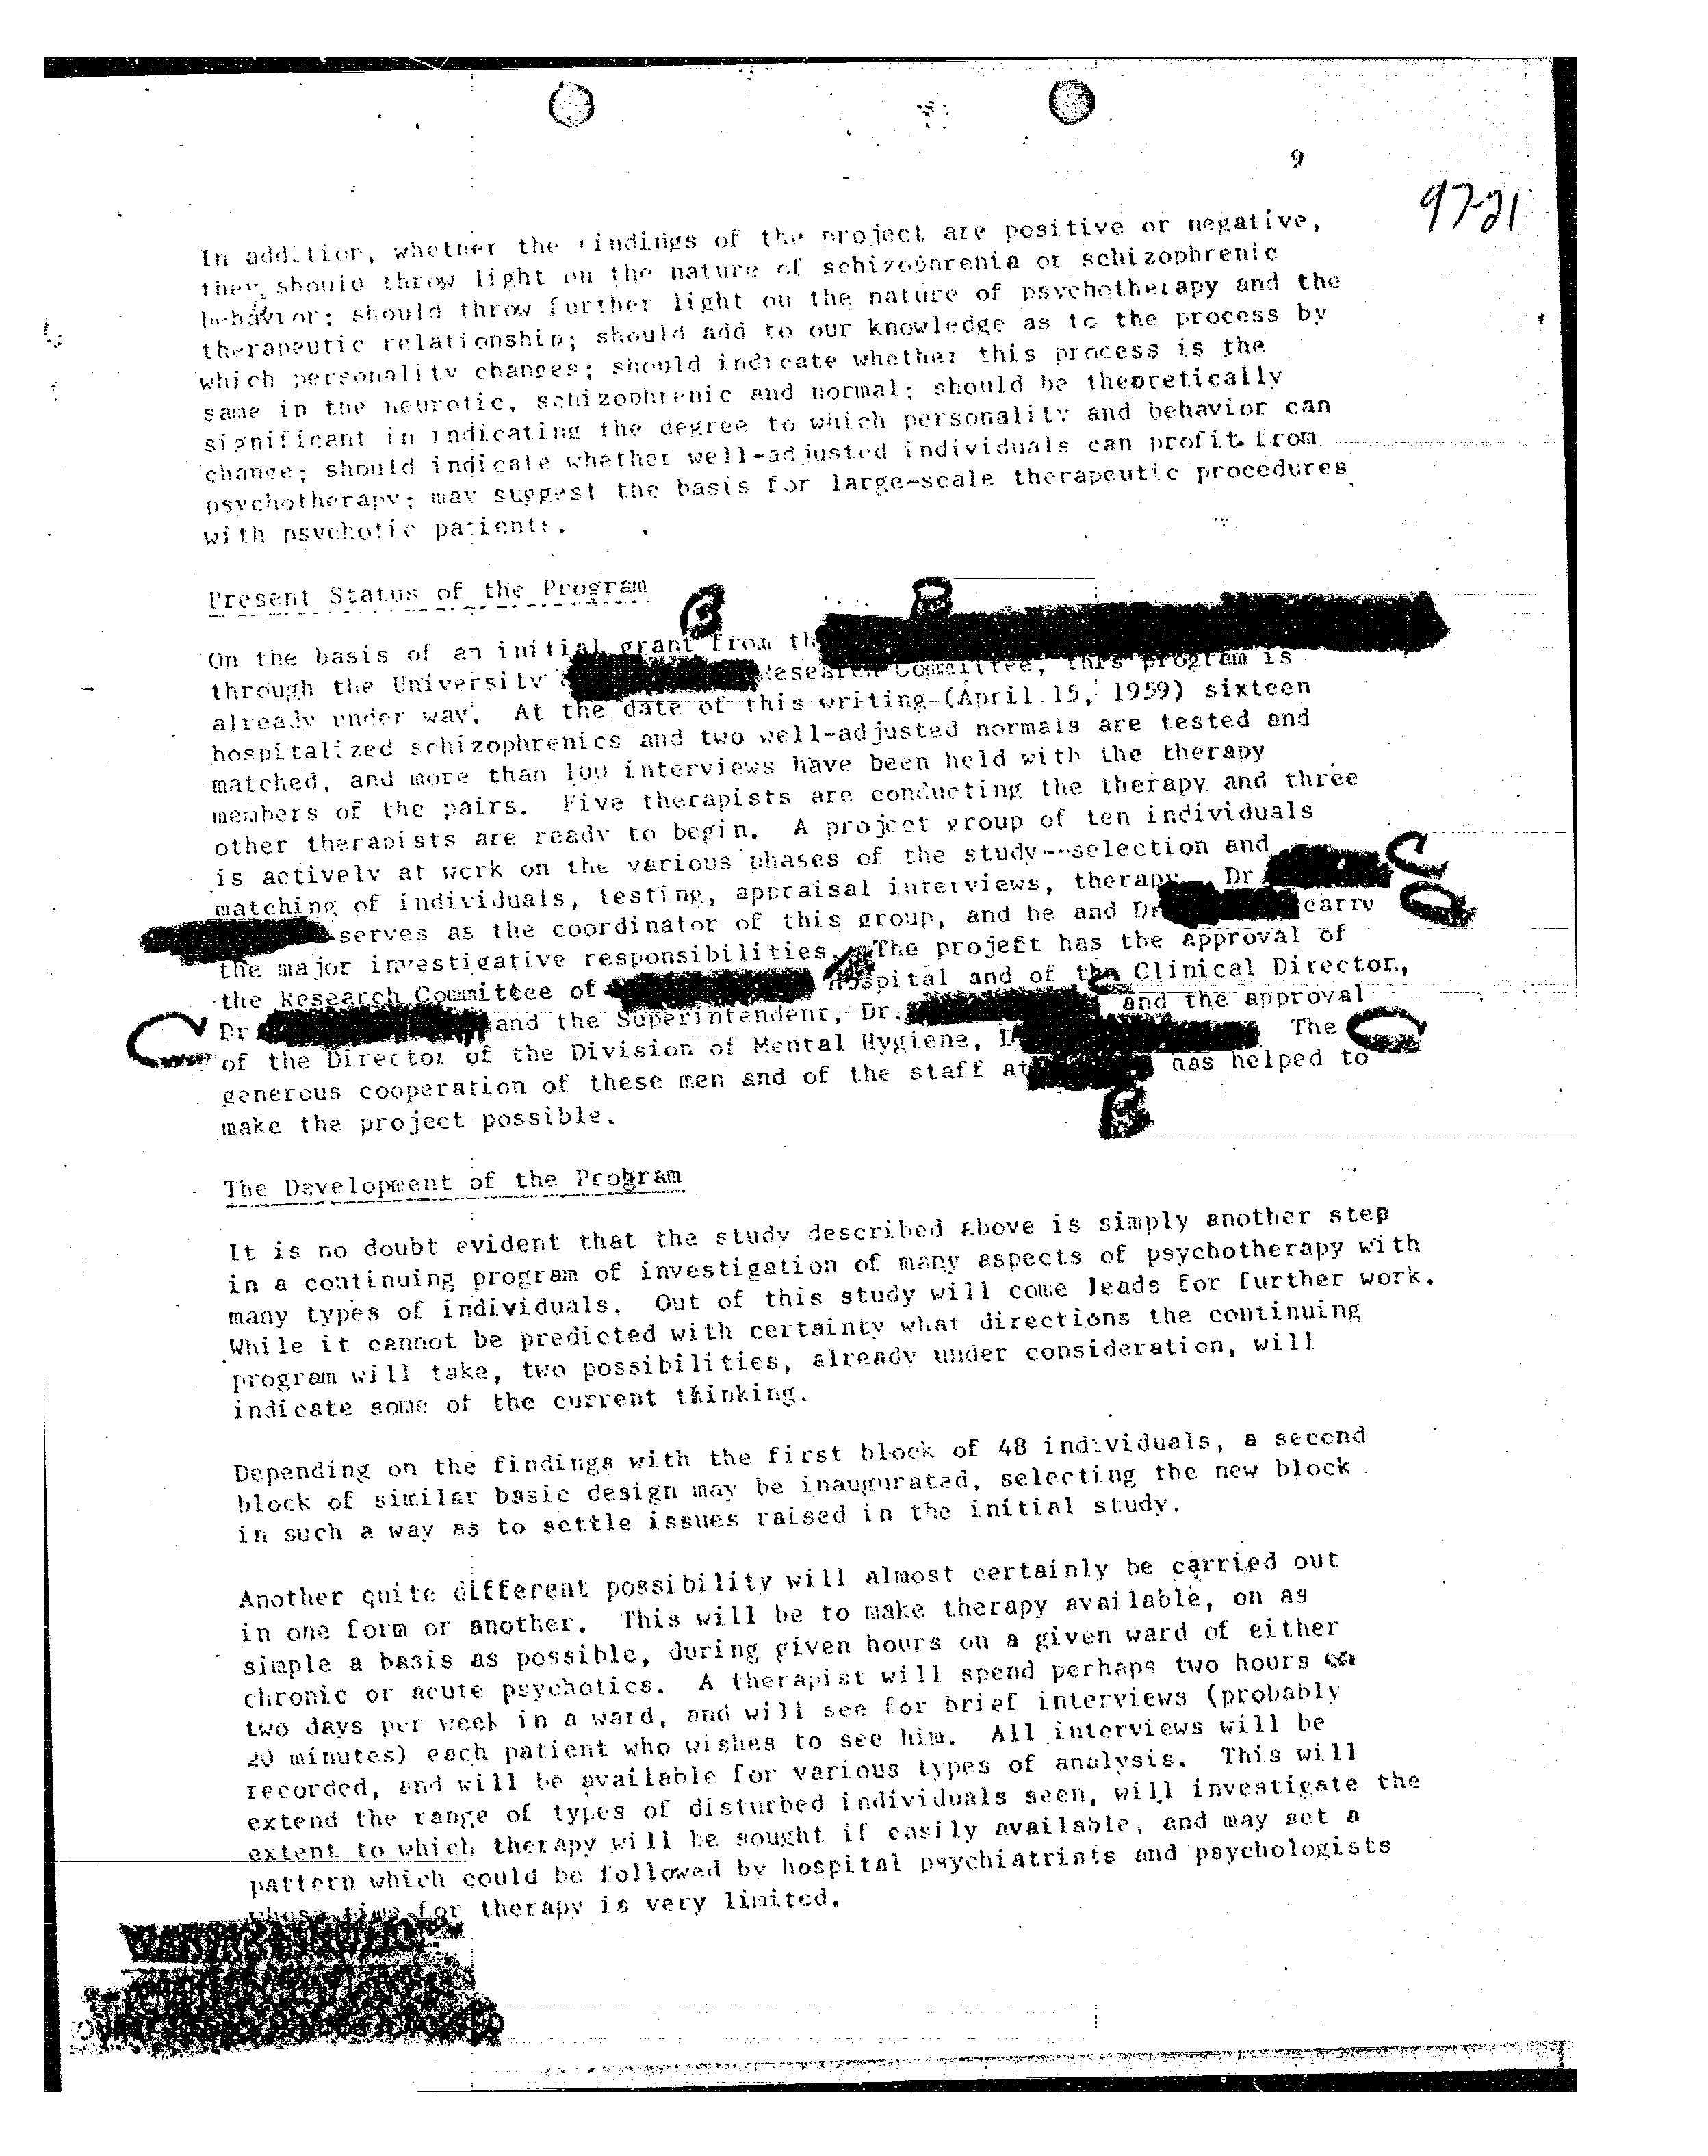 9
97-21
In addition, whether the findings of the project are positive or negative,
they should throw light on the nature of schizophrenia or schizophrenic
behavior; should throw further light on the nature of psychotherapy and the
therapeutic relationship; should add to our knowledge as to the process by
which personality changes; should indicate whether this process is the
same in the neurotic, schizophrenic and normal; should be theoretically
significant in indicating the degree to which personality and behavior can
change; should indicate whether well-adjusted individuals can profit from
psychotherapy; may suggest the basis for large-scale therapeutic procedures
with psychotic patients.
Present Status of the Program
B
On the basis of an initial grant from th
through the University Research Committee, this program is
already under way. At the date of this writing (April 15, 1959) sixteen
hospitalized schizophrenics and two well-adjusted normals are tested and
matched, and more than 100 interviews have been held with the therapy
members of the pairs. Five therapists are conducting the therapy and three
other therapists are ready to begin. A project group of ten individuals
is actively at work on the various phases of the study--selection and
matching of individuals, testing, appraisal interviews, therapy. Dr.
C
serves as the coordinator of this group, and he and Dr carry
the major investigative responsibilities. The projeft has the approval of
the Research Committee of Hospital and of the Clinical Director,
Dr and the Superintendent, Dr. and the approval
C
of the Director of the Division of Mental Hygiene, D The
C
generous cooperation of these men and of the staff at has helped to
B
make the project possible.
The Development of the Program
It is no doubt evident that the study described above is simply another step
in a continuing program of investigation of many aspects of psychotherapy with
many types of individuals. Out of this study will come leads for further work.
While it cannot be predicted with certainty what directions the continuing
program will take, two possibilities, already under consideration, will
indicate some of the current thinking.
Depending on the findings with the first block of 48 individuals, a second
block of similar basic design may be inaugurated, selecting the new block
in such a way as to settle issues raised in the initial study.
Another quite different possibility will almost certainly be carried out
in one form or another. This will be to make therapy available, on as
simple a basis as possible, during given hours on a given ward of either
chronic or acute psychotics. A therapist will spend perhaps two hours on
two days per week in a ward, and will see for brief interviews (probably
20 minutes) each patient who wishes to see him. All interviews will be
recorded, and will be available for various types of analysis. This will
extend the range of types of disturbed individuals seen, will investigate the
extent to which therapy will be sought if easily available, and may set a
pattern which could be followed by hospital psychiatrists and psychologists
whose time for therapy is very limited.